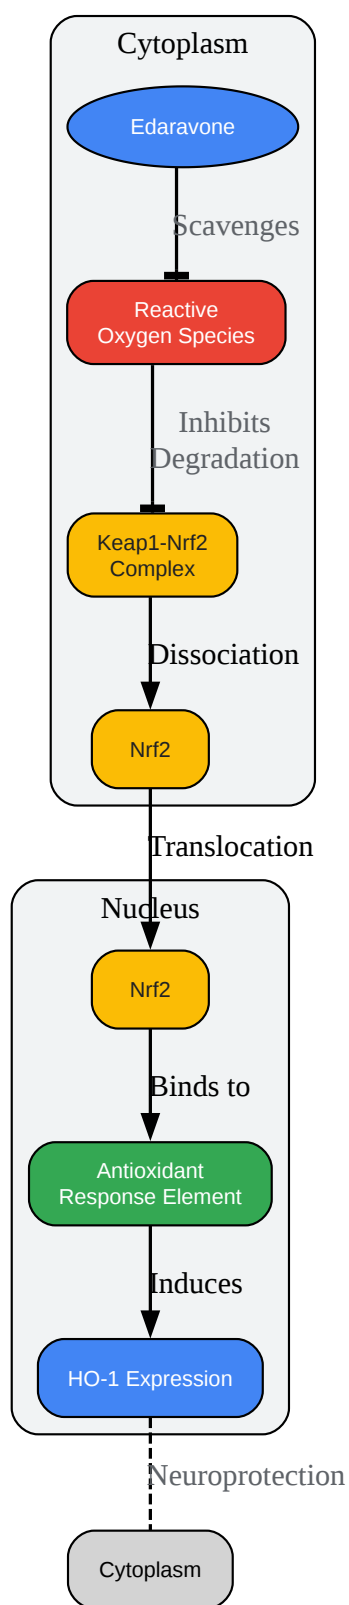 Cytoplasm
Edaravone
Scavenges
Reactive
Oxygen Species
Inhibits
Degradation
Keap1-Nrf2
Complex
Dissociation
Nrf2
Translocation
Nucleus
Nrf2
Binds to
Antioxidant
Response Element
Induces
HO-1 Expression
Neuroprotection
Cytoplasm